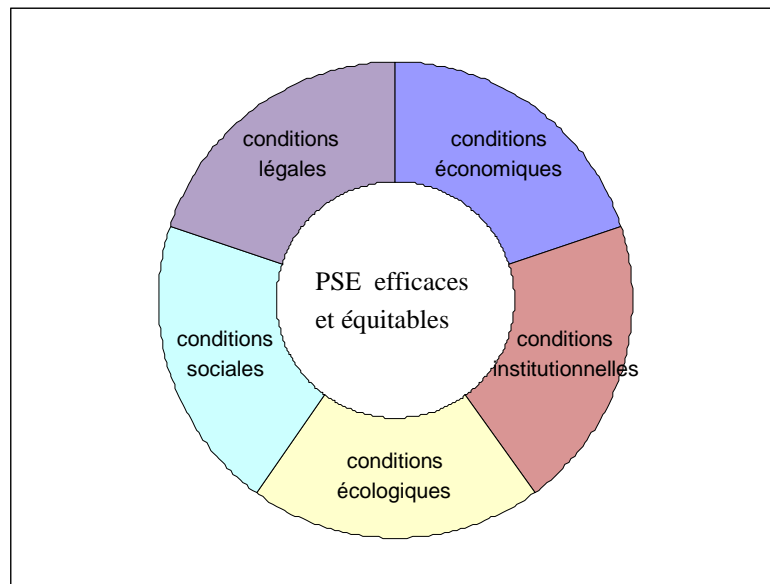 conditions
légales
conditions
économiques
PSE efficaces
et équitables
conditions
sociales
conditions
institutionnelles
conditions
écologiques